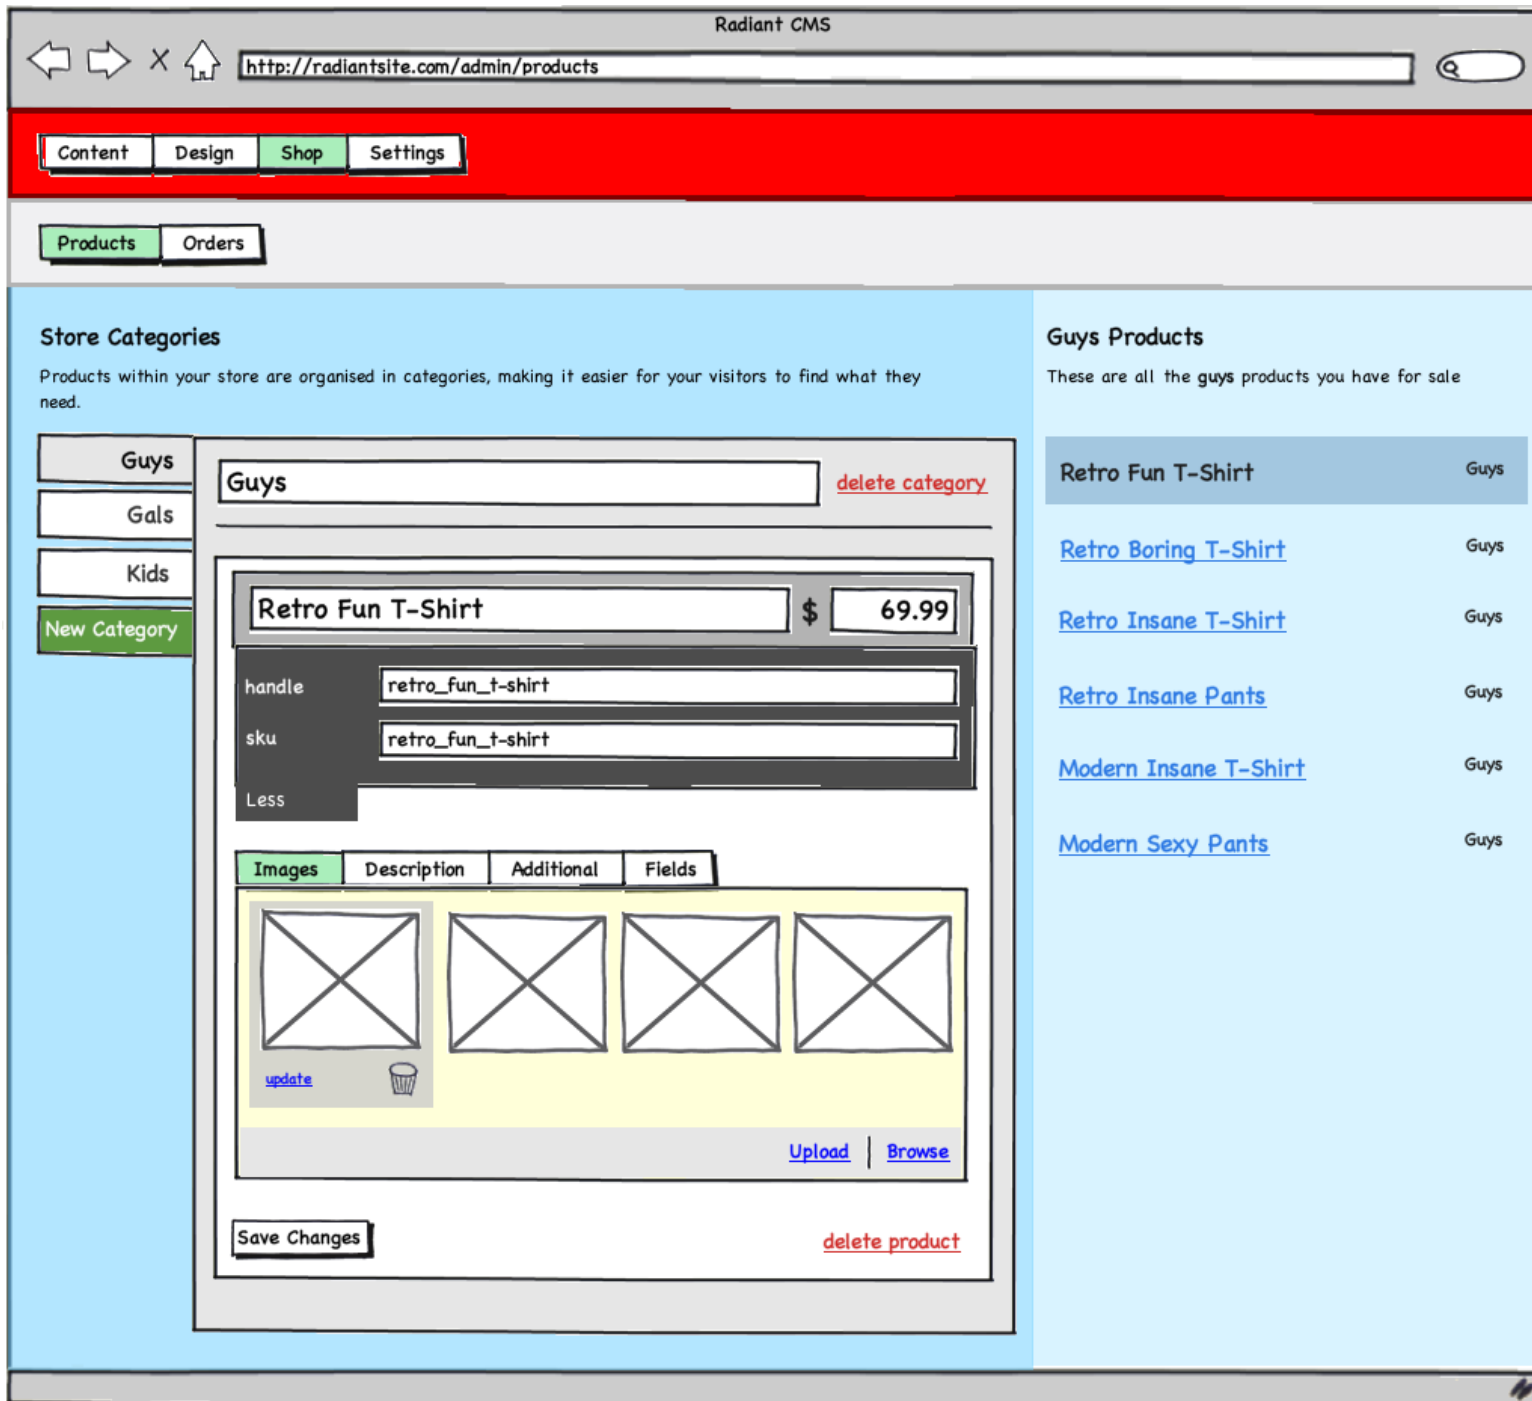 Radiant CMS
http://radiantsite.com/admin/products
Content Design Shop Settings
Products Orders
Store Categories
Products within your store are organised in categories, making it easier for your visitors to find what they
need.
Guys
Gals
Kids
New Category
Guys
delete category
Retro Fun T-Shirt $ 69.99
handle retro_fun_t-shirt
sku retro_fun_t-shirt
Less
Images Description Additional Fields
update
Upload Browse
Save Changes
delete product
Guys Products
These are all the guys products you have for sale
Retro Fun T-Shirt Guys
Retro Boring T-Shirt Guys
Retro Insane T-Shirt Guys
Retro Insane Pants Guys
Modern Insane T-Shirt Guys
Modern Sexy Pants Guys